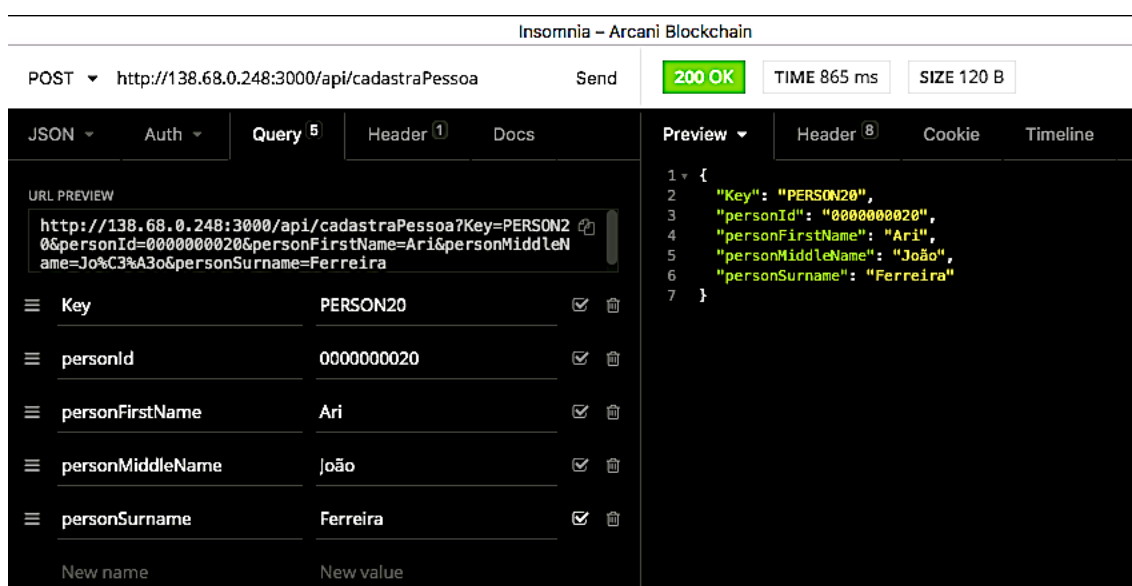 Insomnia – Arcani Blockchain
POST http://138.68.0.248:3000/api/cadastraPessoa Send
200 OK TIME 865 ms SIZE 120 B
JSON Auth Query 5 Header 1 Docs
Preview Header 8 Cookie Timeline
URL PREVIEW
http://138.68.0.248:3000/api/cadastraPessoa?Key=PERSON2
0&personId=0000000020&personFirstName=Ari&personMiddleN
ame=Jo%C3%A3o&personSurname=Ferreira
Key PERSON20
personId 0000000020
personFirstName Ari
personMiddleName João
personSurname Ferreira
New name New value
1 {
2 "Key": "PERSON20",
3 "personId": "0000000020",
4 "personFirstName": "Ari",
5 "personMiddleName": "João",
6 "personSurname": "Ferreira"
7 }